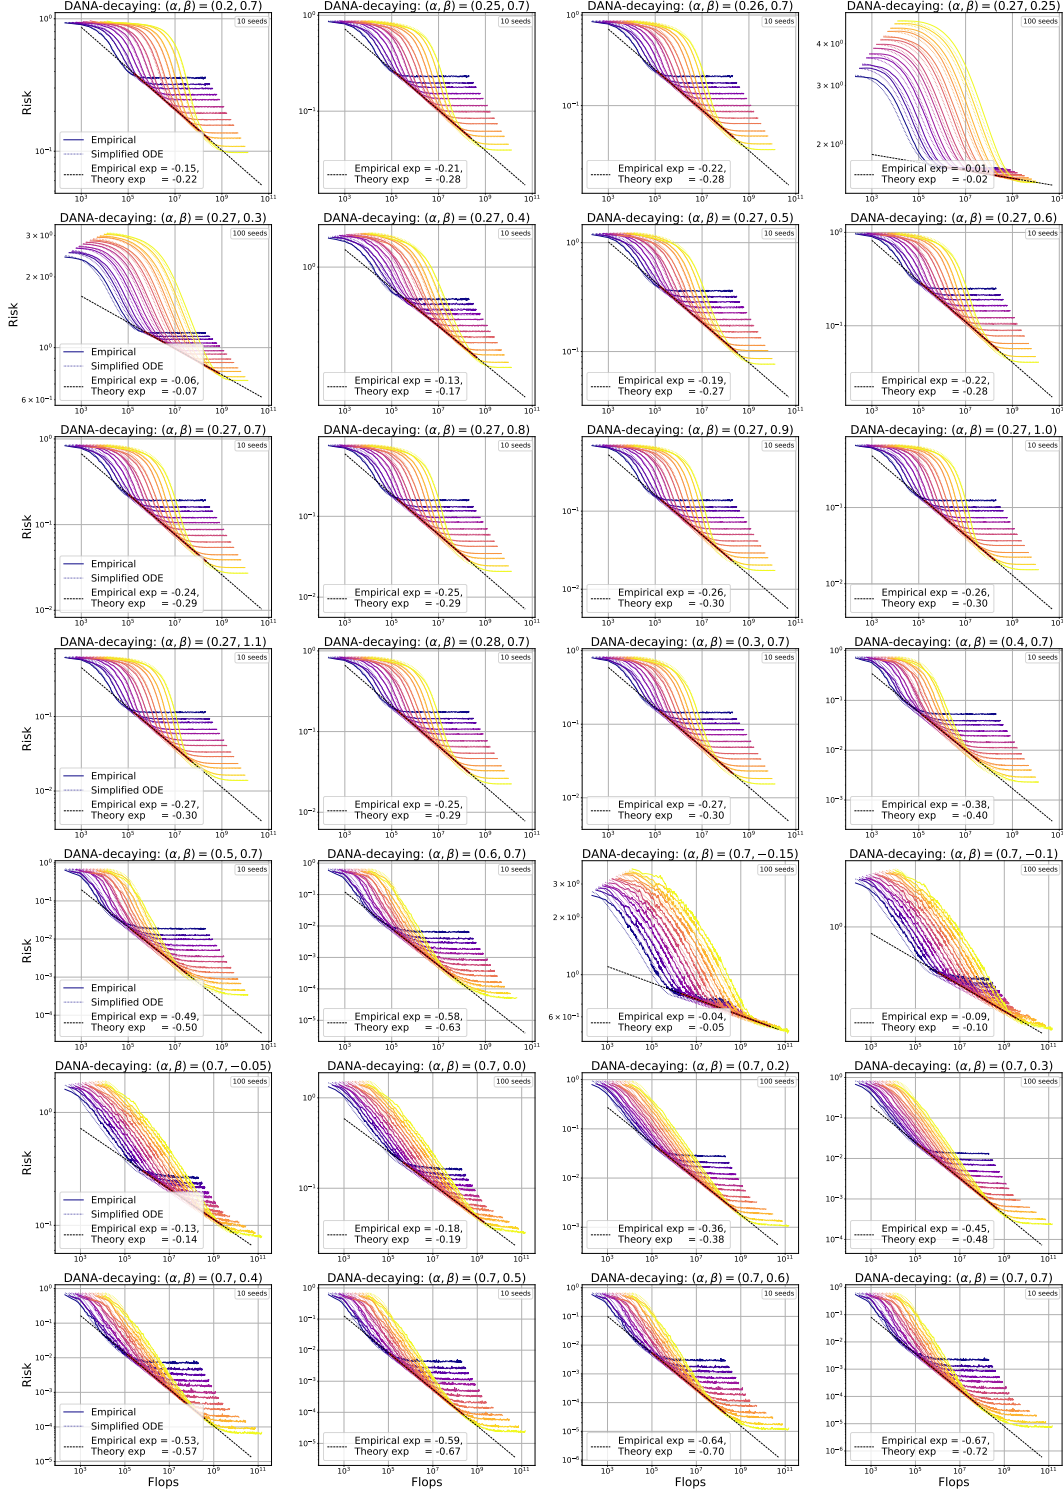 DANA-decaying: (α, β) = (0.2, 0.7)
DANA-decaying: (α, β) = (0.25, 0.7)
DANA-decaying: (α, β) = (0.26, 0.7)
DANA-decaying: (α, β) = (0.27, 0.25)
10 seeds
10 seeds
10 seeds
100 seeds
Risk
Empirical
Simplified ODE
Empirical exp = -0.15,
Theory exp = -0.22
Empirical exp = -0.21,
Theory exp = -0.28
Empirical exp = -0.22,
Theory exp = -0.28
Empirical exp = -0.01,
Theory exp = -0.02
DANA-decaying: (α, β) = (0.27, 0.3)
DANA-decaying: (α, β) = (0.27, 0.4)
DANA-decaying: (α, β) = (0.27, 0.5)
DANA-decaying: (α, β) = (0.27, 0.6)
100 seeds
10 seeds
10 seeds
10 seeds
Risk
Empirical
Simplified ODE
Empirical exp = -0.06,
Theory exp = -0.07
Empirical exp = -0.13,
Theory exp = -0.17
Empirical exp = -0.19,
Theory exp = -0.27
Empirical exp = -0.22,
Theory exp = -0.28
DANA-decaying: (α, β) = (0.27, 0.7)
DANA-decaying: (α, β) = (0.27, 0.8)
DANA-decaying: (α, β) = (0.27, 0.9)
DANA-decaying: (α, β) = (0.27, 1.0)
10 seeds
10 seeds
10 seeds
10 seeds
Risk
Empirical
Simplified ODE
Empirical exp = -0.24,
Theory exp = -0.29
Empirical exp = -0.25,
Theory exp = -0.29
Empirical exp = -0.26,
Theory exp = -0.30
Empirical exp = -0.26,
Theory exp = -0.30
DANA-decaying: (α, β) = (0.27, 1.1)
DANA-decaying: (α, β) = (0.28, 0.7)
DANA-decaying: (α, β) = (0.3, 0.7)
DANA-decaying: (α, β) = (0.4, 0.7)
10 seeds
10 seeds
10 seeds
10 seeds
Risk
Empirical
Simplified ODE
Empirical exp = -0.27,
Theory exp = -0.30
Empirical exp = -0.25,
Theory exp = -0.29
Empirical exp = -0.27,
Theory exp = -0.30
Empirical exp = -0.38,
Theory exp = -0.40
DANA-decaying: (α, β) = (0.5, 0.7)
DANA-decaying: (α, β) = (0.6, 0.7)
DANA-decaying: (α, β) = (0.7, −0.15)
DANA-decaying: (α, β) = (0.7, −0.1)
10 seeds
10 seeds
100 seeds
100 seeds
Risk
Empirical
Simplified ODE
Empirical exp = -0.49,
Theory exp = -0.50
Empirical exp = -0.58,
Theory exp = -0.63
Empirical exp = -0.04,
Theory exp = -0.05
Empirical exp = -0.09,
Theory exp = -0.10
DANA-decaying: (α, β) = (0.7, −0.05)
DANA-decaying: (α, β) = (0.7, 0.0)
DANA-decaying: (α, β) = (0.7, 0.2)
DANA-decaying: (α, β) = (0.7, 0.3)
100 seeds
100 seeds
100 seeds
100 seeds
Risk
Empirical
Simplified ODE
Empirical exp = -0.13,
Theory exp = -0.14
Empirical exp = -0.18,
Theory exp = -0.19
Empirical exp = -0.36,
Theory exp = -0.38
Empirical exp = -0.45,
Theory exp = -0.48
DANA-decaying: (α, β) = (0.7, 0.4)
DANA-decaying: (α, β) = (0.7, 0.5)
DANA-decaying: (α, β) = (0.7, 0.6)
DANA-decaying: (α, β) = (0.7, 0.7)
10 seeds
10 seeds
10 seeds
10 seeds
Risk
Empirical
Simplified ODE
Empirical exp = -0.53,
Theory exp = -0.57
Empirical exp = -0.59,
Theory exp = -0.67
Empirical exp = -0.64,
Theory exp = -0.70
Empirical exp = -0.67,
Theory exp = -0.72
Flops
Flops
Flops
Flops